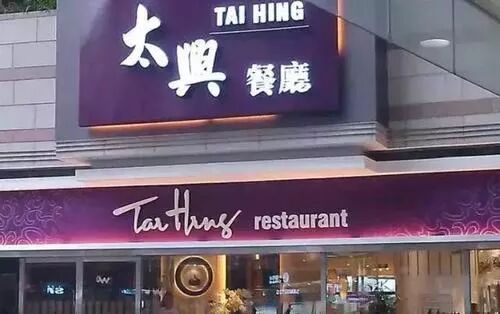 TAI HING
太興
餐廳
Tai Hing restaurant